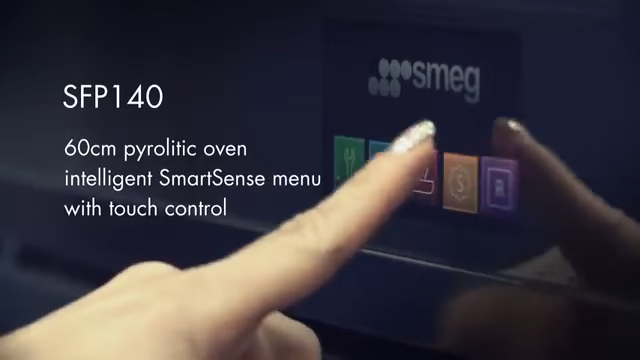 smeg
SFP140
60cm pyrolitic oven
intelligent SmartSense menu
with touch control